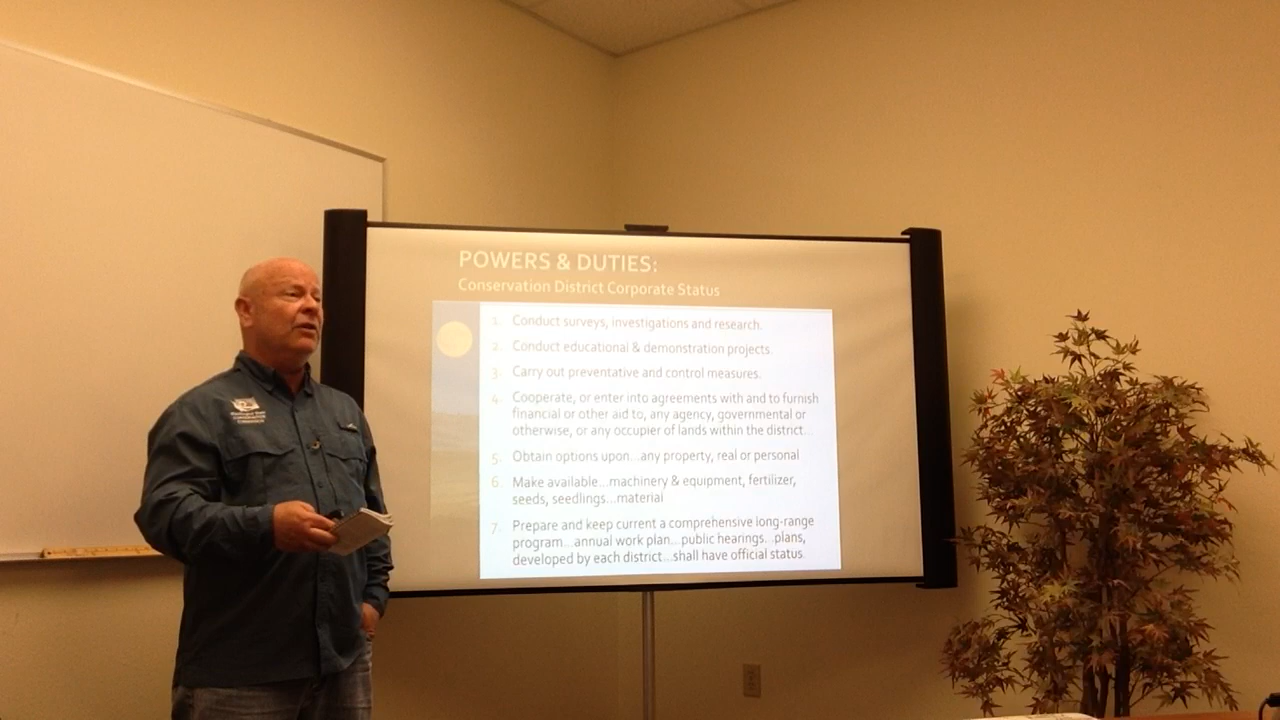 POWERS & DUTIES:
Conservation District Corporate Status
1. Conduct surveys, investigations and research.
2. Conduct educational & demonstration projects.
3. Carry out preventative and control measures.
4. Cooperate, or enter into agreements with and to furnish
financial or other aid to, any agency, governmental or
otherwise, or any occupier of lands within the district...
5. Obtain options upon...any property, real or personal
6. Make available...machinery & equipment, fertilizer,
seeds, seedlings...material
7. Prepare and keep current a comprehensive long-range
program...annual work plan... public hearings...plans,
developed by each district...shall have official status